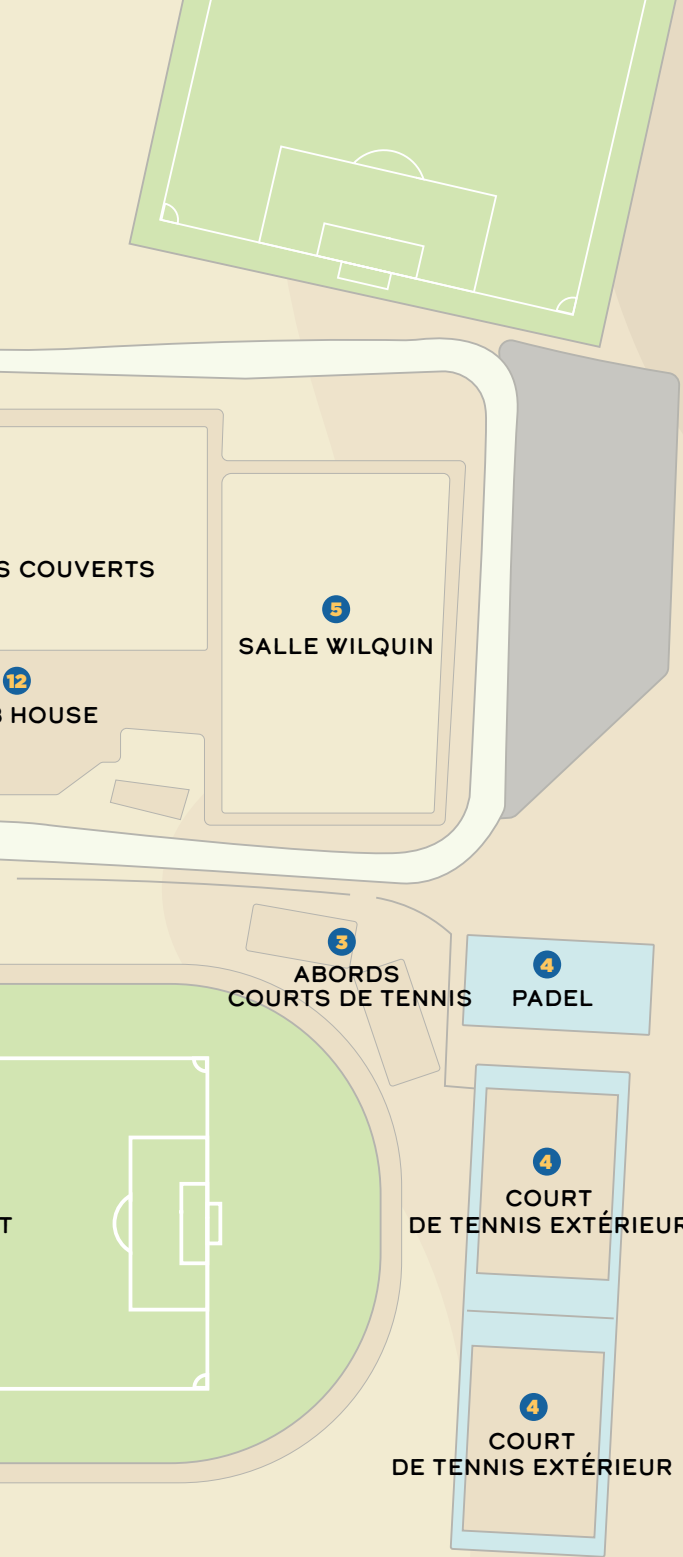 S COUVERTS
5
SALLE WILQUIN
12
HOUSE
3
ABORDS
COURTS DE TENNIS
4
PADEL
4
COURT
DE TENNIS EXTÉRIEUR
T
4
COURT
DE TENNIS EXTÉRIEUR